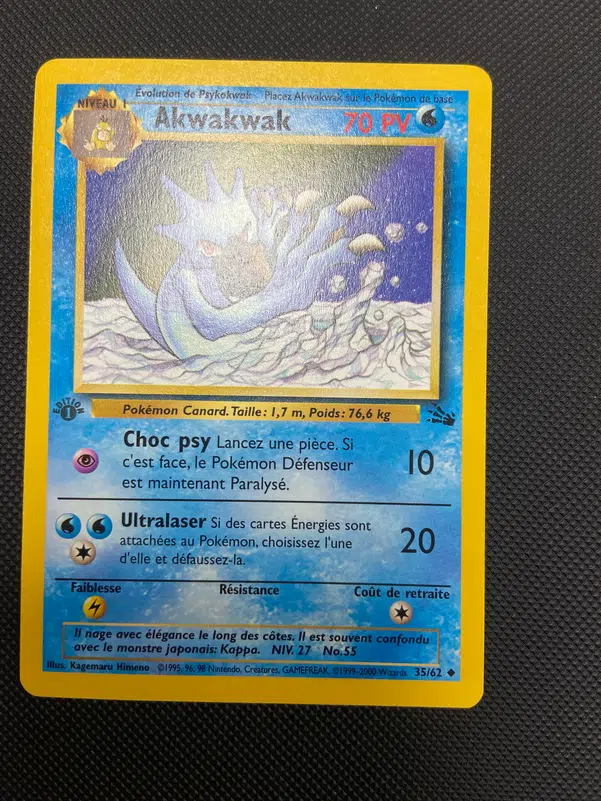 Evolution de Psykokwak
Placez Akwakwak sur le Pokémon de base
NIVEAU 1
Akwakwak
70 PV
EDITION
1
Pokémon Canard. Taille: 1,7 m, Poids: 76,6 kg
Choc psy Lancez une pièce. Si
c'est face, le Pokémon Défenseur
est maintenant Paralysé.
10
Ultralaser Si des cartes Énergies sont
attachées au Pokémon, choisissez l'une
d'elle et défaussez-la.
20
Faiblesse
Résistance
Coût de retraite
Il nage avec élégance le long des côtes. Il est souvent confondu
avec le monstre japonais: Kappa. NIV. 27 No.55
Illus. Kagemaru Himeno ©1995, 96, 98 Nintendo, Creatures, GAMEFREAK. ©1999-2000 Wizards. 35/62